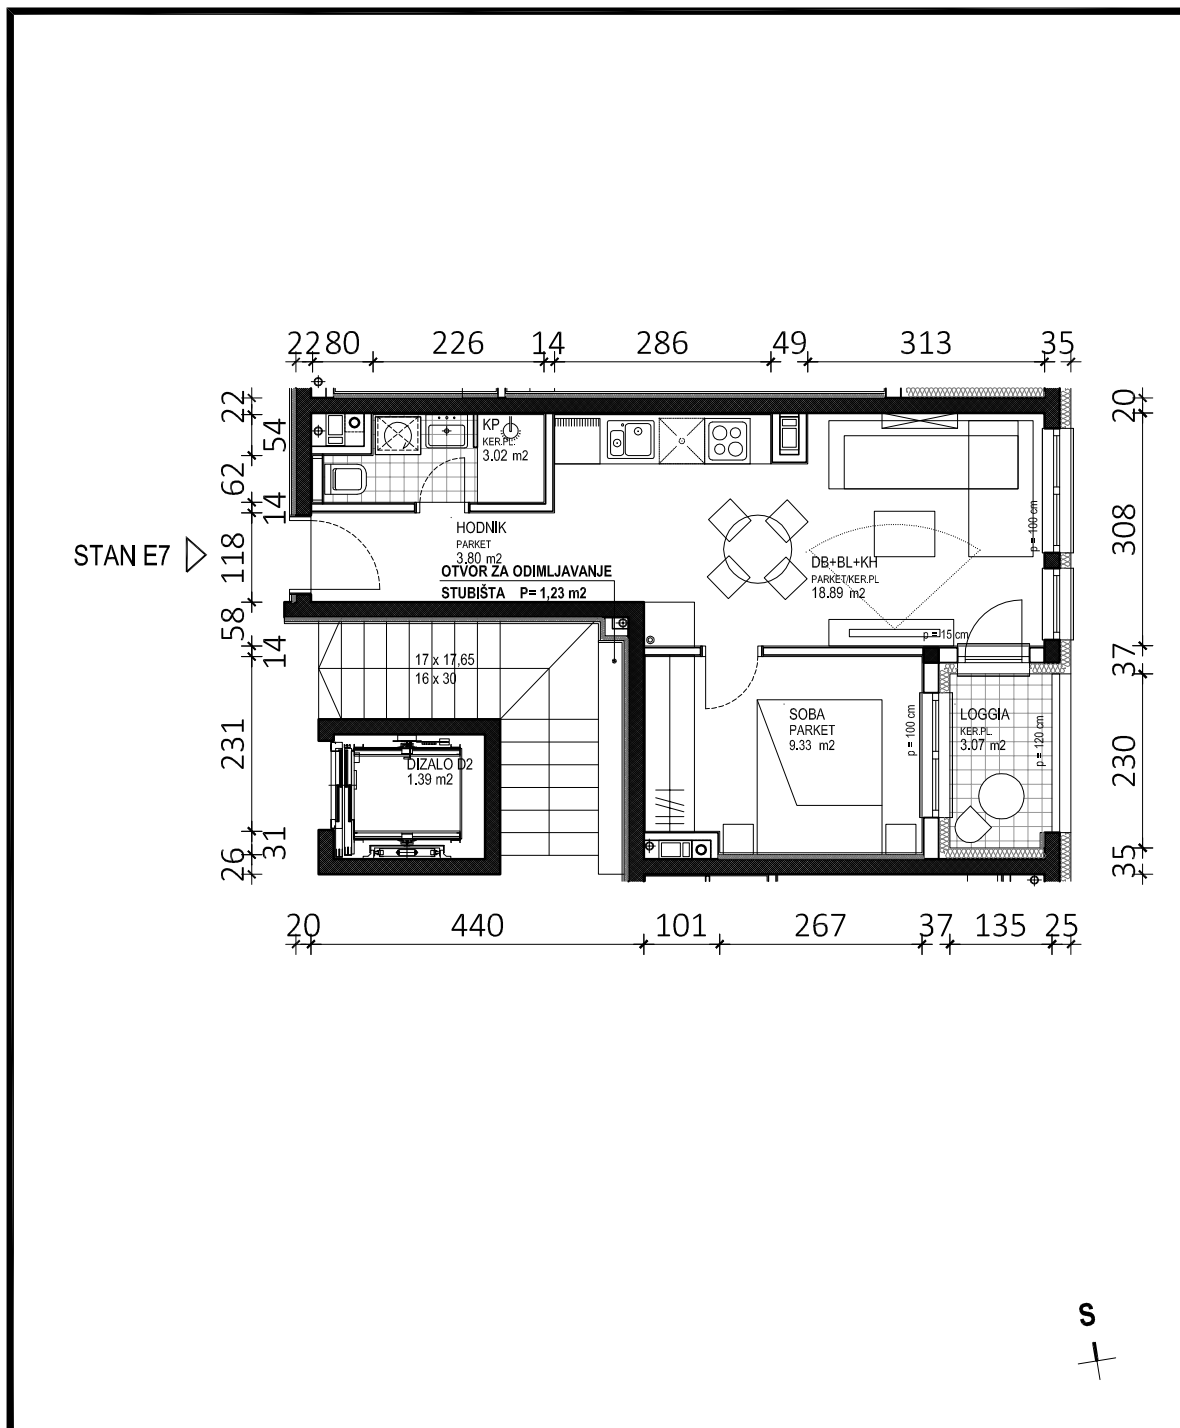 22 80 226 14 286 49 313 35
22
54
62
14
118
58
14
231
31
26
20
308
37
230
35
STAN E7
KP
KER.PL.
3.02 m2
HODNIK
PARKET
3.80 m2
OTVOR ZA ODIMLJAVANJE
STUBIŠTA P= 1,23 m2
DB+BL+KH
PARKET/KER.PL
18.89 m2
p = 100 cm
p = 15 cm
17 x 17,65
16 x 30
DIZALO D2
1.39 m2
SOBA
PARKET
9.33 m2
p = 100 cm
LOGGIA
KER.PL.
3.07 m2
p = 120 cm
20 440 101 267 37 135 25
S